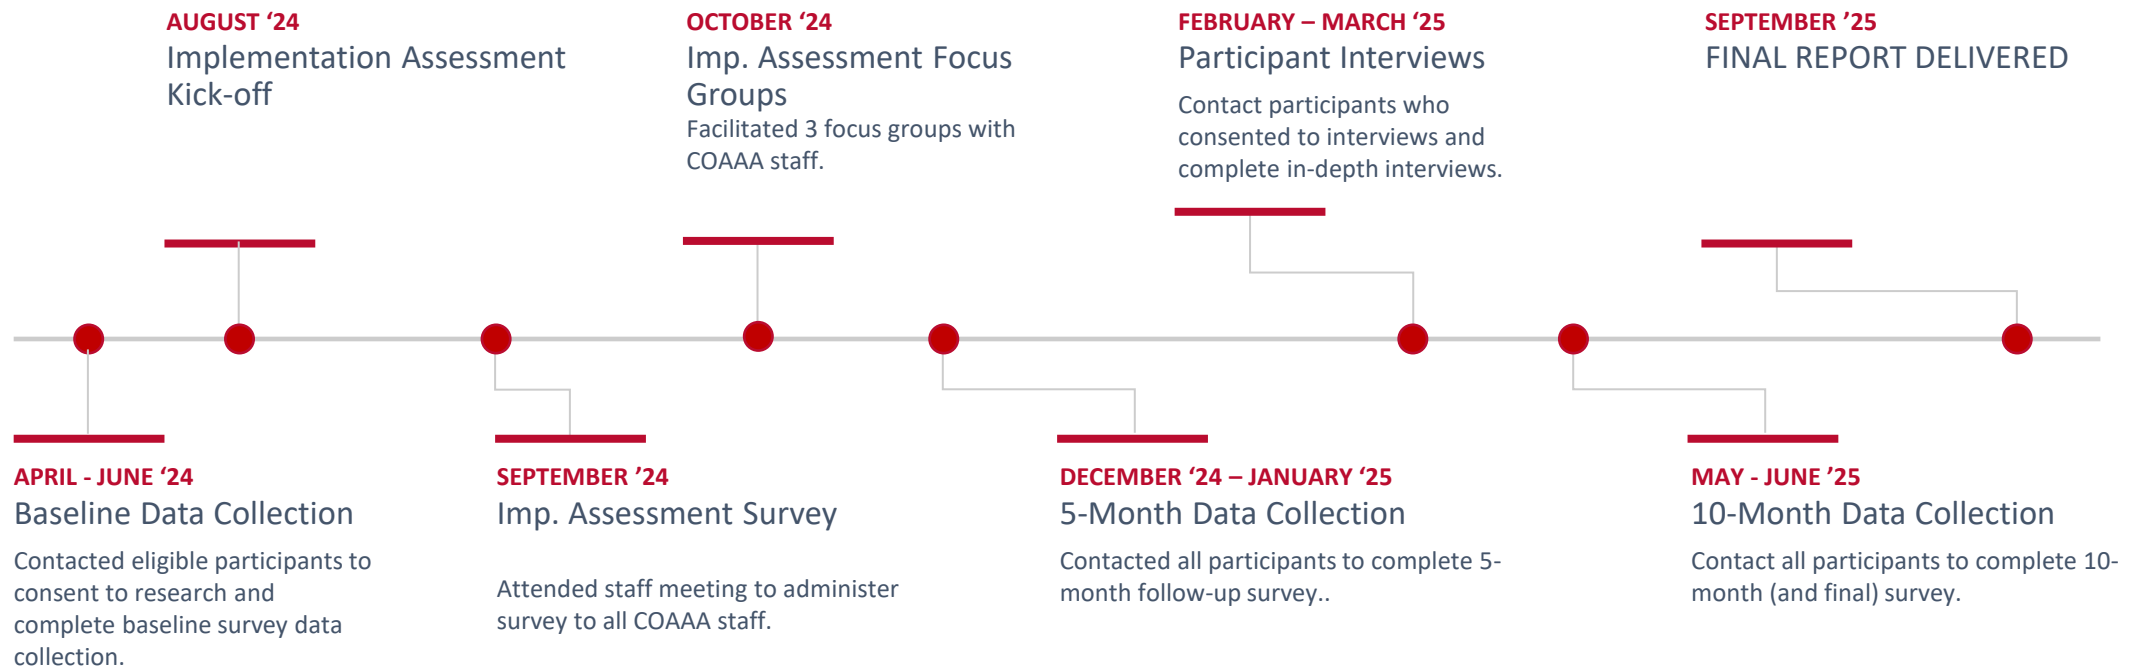 AUGUST ‘24
Implementation Assessment
Kick-off
OCTOBER ‘24
Imp. Assessment Focus
Groups
Facilitated 3 focus groups with
COAAA staff.
FEBRUARY – MARCH ‘25
Participant Interviews
Contact participants who
consented to interviews and
complete in-depth interviews.
SEPTEMBER ’25
FINAL REPORT DELIVERED
APRIL - JUNE ‘24
Baseline Data Collection
Contacted eligible participants to
consent to research and
complete baseline survey data
collection.
SEPTEMBER ’24
Imp. Assessment Survey
Attended staff meeting to administer
survey to all COAAA staff.
DECEMBER ‘24 – JANUARY ‘25
5-Month Data Collection
Contacted all participants to complete 5-
month follow-up survey..
MAY - JUNE ’25
10-Month Data Collection
Contact all participants to complete 10-
month (and final) survey.